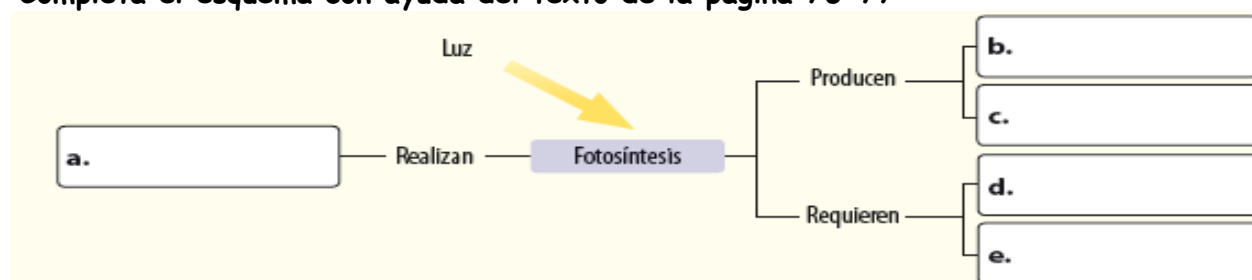 Completa el esquema con ayuda del texto de la página
Luz
Producen
b.
c.
a.
Realizan
Fotosíntesis
Requieren
d.
e.